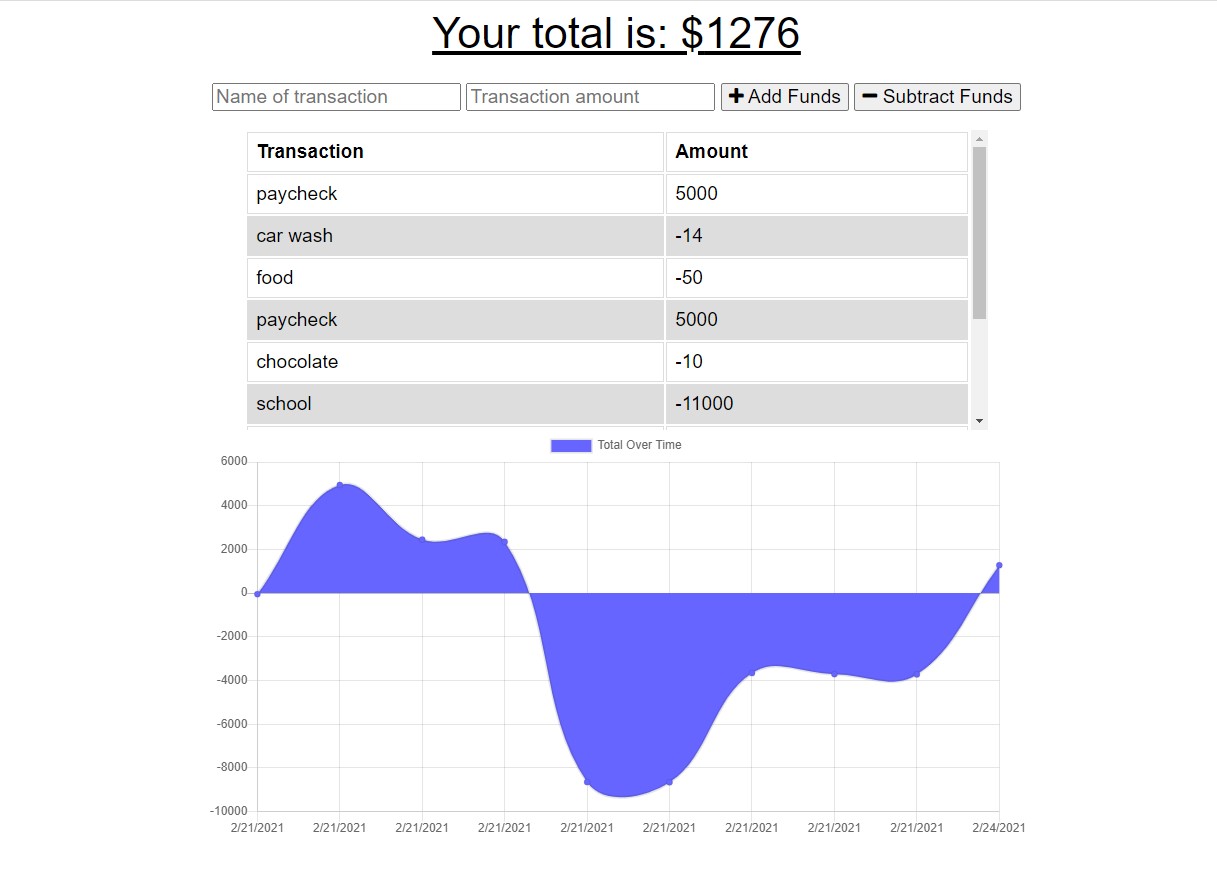 Your total is: $1276
Name of transaction Transaction amount Add Funds Subtract Funds
Transaction Amount
paycheck 5000
car wash -14
food -50
paycheck 5000
chocolate -10
school -11000
Total Over Time
6000
4000
2000
0
-2000
-4000
-6000
-8000
-10000
2/21/2021 2/21/2021 2/21/2021 2/21/2021 2/21/2021 2/21/2021 2/21/2021 2/21/2021 2/21/2021 2/24/2021